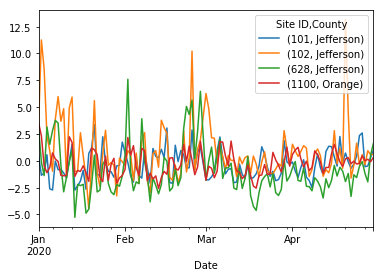 Site ID,County
(101, Jefferson)
(102, Jefferson)
(628, Jefferson)
(1100, Orange)
12.5
10.0
7.5
5.0
2.5
0.0
−2.5
−5.0
Jan Feb Mar Apr
2020
Date